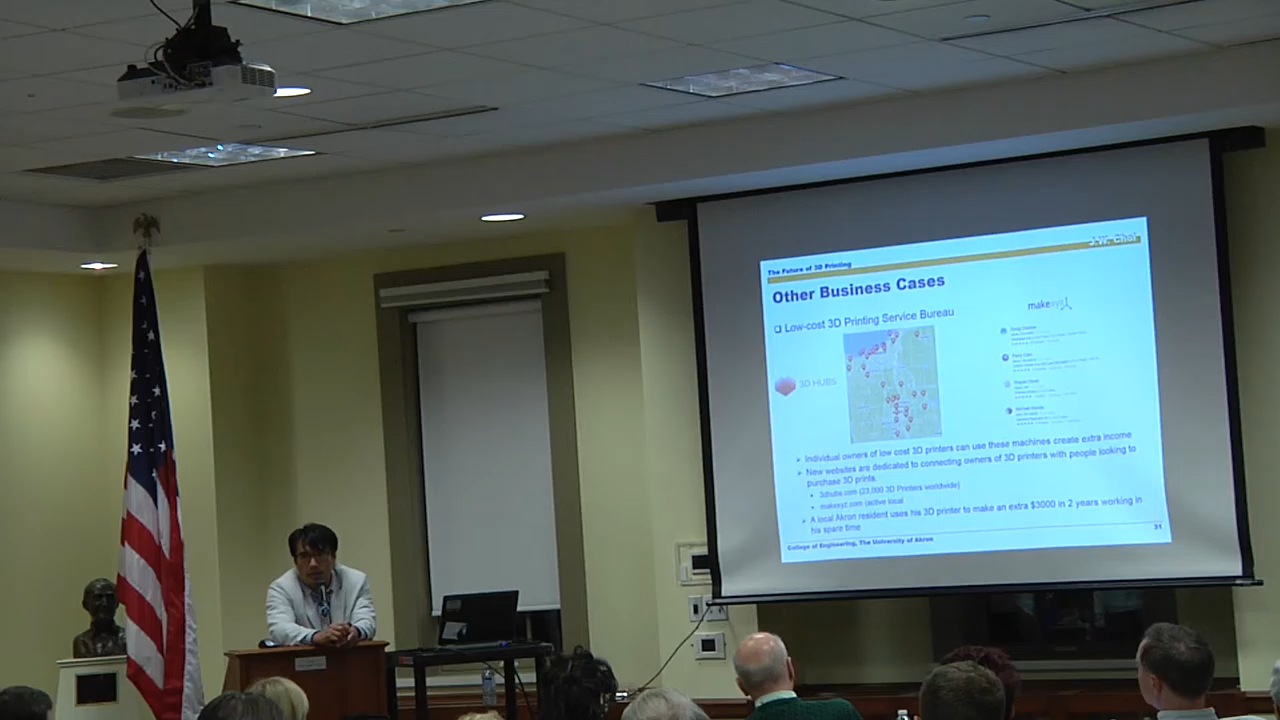 The Future of 3D Printing
J.W. Choi
Other Business Cases
Low-cost 3D Printing Service Bureau
makexyz
3D HUBS
Individual owners of low cost 3D printers can use these machines create extra income
New websites are dedicated to connecting owners of 3D printers with people looking to
purchase 3D prints
3dhubs.com (23,000 3D Printers worldwide)
makexyz.com (active local
A local Akron resident uses his 3D printer to make an extra $3000 in 2 years working in
his spare time
College of Engineering, The University of Akron
31